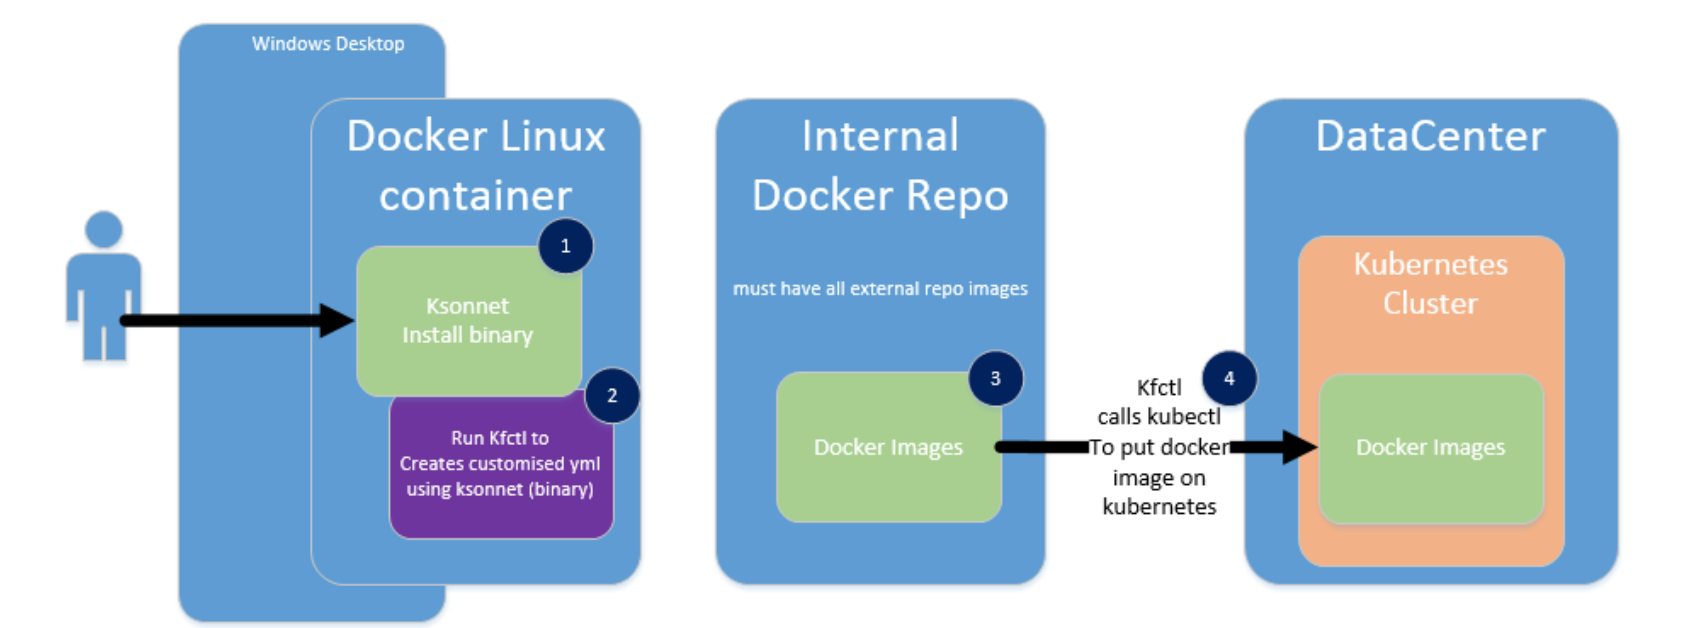 Windows Desktop
Docker Linux
container
1
Ksonnet
Install binary
2
Run Kfctl to
Creates customised yml
using ksonnet (binary)
Internal
Docker Repo
must have all external repo images
3
Docker Images
4
Kfctl
calls kubectl
To put docker
image on
kubernetes
DataCenter
Kubernetes
Cluster
Docker Images